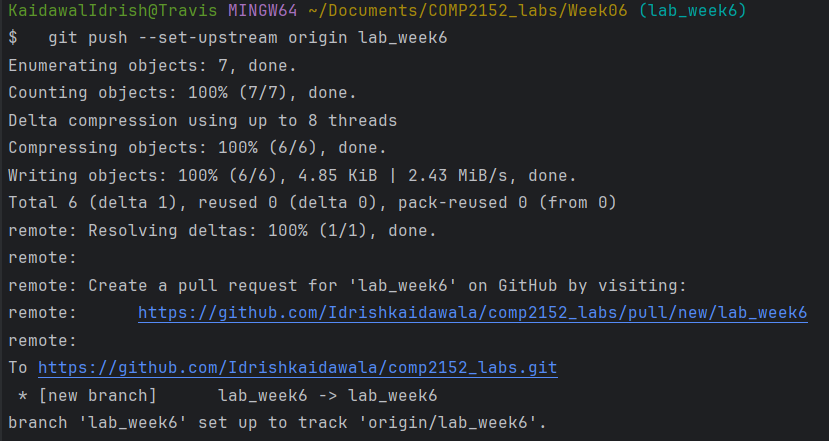 KaidawalIdrish@Travis MINGW64 ~/Documents/COMP2152_labs/Week06 (lab_week6)
$   git push --set-upstream origin lab_week6
Enumerating objects: 7, done.
Counting objects: 100% (7/7), done.
Delta compression using up to 8 threads
Compressing objects: 100% (6/6), done.
Writing objects: 100% (6/6), 4.85 KiB | 2.43 MiB/s, done.
Total 6 (delta 1), reused 0 (delta 0), pack-reused 0 (from 0)
remote: Resolving deltas: 100% (1/1), done.
remote:
remote: Create a pull request for 'lab_week6' on GitHub by visiting:
remote:      https://github.com/Idrishkaidawala/comp2152_labs/pull/new/lab_week6
remote:
To https://github.com/Idrishkaidawala/comp2152_labs.git
 * [new branch]      lab_week6 -> lab_week6
branch 'lab_week6' set up to track 'origin/lab_week6'.